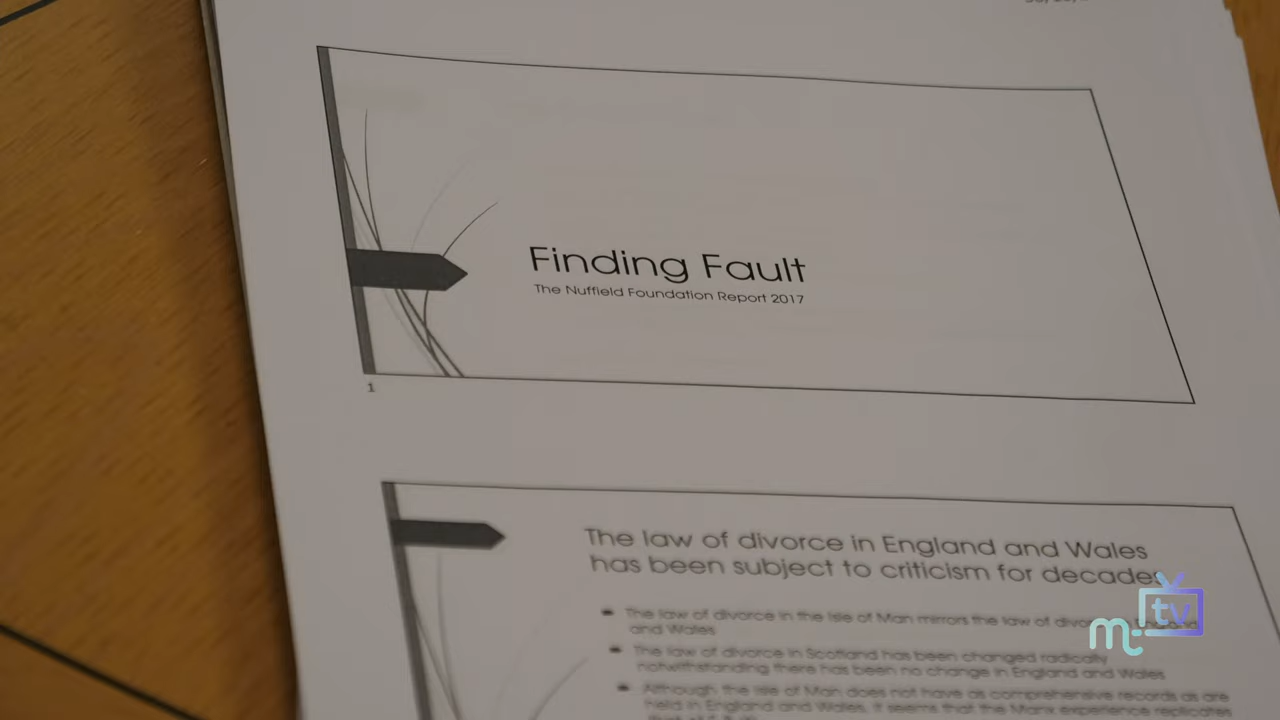 Finding Fault
The Nuffield Foundation Report 2017
1
The law of divorce in England and Wales
has been subject to criticism for decades
The law of divorce in the Isle of Man mirrors the law of divorce England
and Wales
The law of divorce in Scotland has been changed radically
notwithstanding there has been no change in England and Wales
Although the Isle of Man does not have as comprehensive records as are
held in England and Wales, it seems that the Manx experience replicates
m:tv